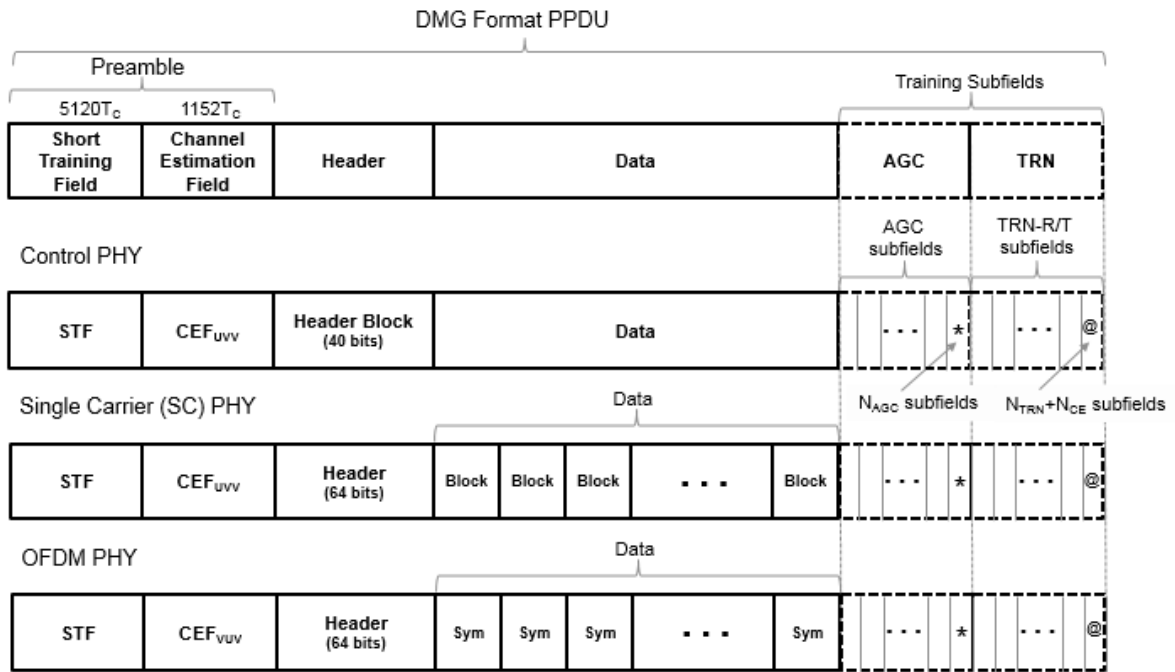 DMG Format PPDU
Preamble
Training Subfields
5120Tc 1152Tc
Short Training Field
Channel Estimation Field
Header
Data
AGC
TRN
AGC subfields
TRN-R/T subfields
Control PHY
STF
CEFUVV
Header Block (40 bits)
Data
▪ ▪ ▪
*
▪ ▪ ▪
@
NAGC subfields
NTRN+NCE subfields
Single Carrier (SC) PHY
Data
STF
CEFUVV
Header (64 bits)
Block Block Block ▪ ▪ ▪ Block
▪ ▪ ▪
*
▪ ▪ ▪
@
OFDM PHY
Data
STF
CEFVUV
Header (64 bits)
Sym Sym Sym ▪ ▪ ▪ Sym
▪ ▪ ▪
*
▪ ▪ ▪
@